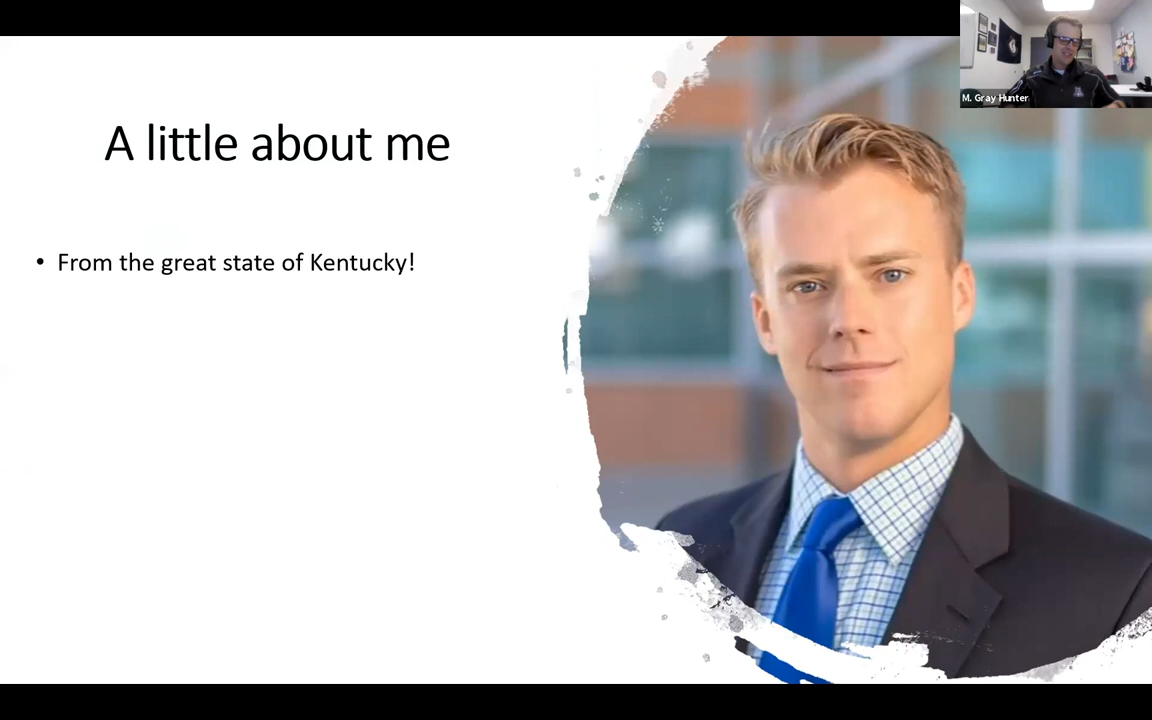 M. Gray Hunter
A little about me
• From the great state of Kentucky!